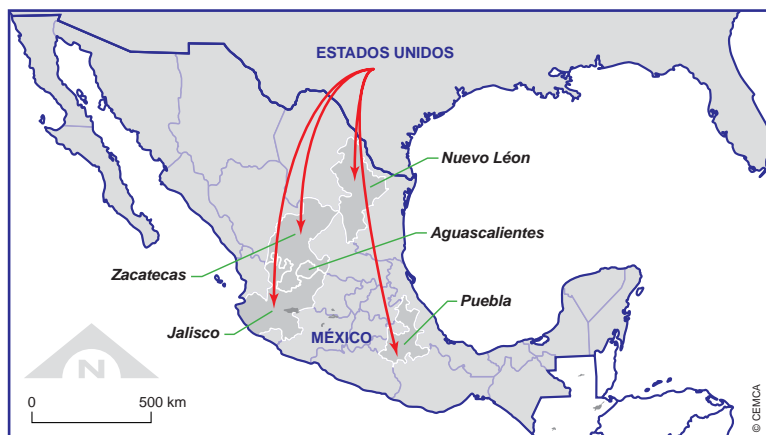 ESTADOS UNIDOS
Nuevo Léon
Aguascalientes
Zacatecas
Puebla
Jalisco
MÉXICO
N
0 500 km
© CEMCA